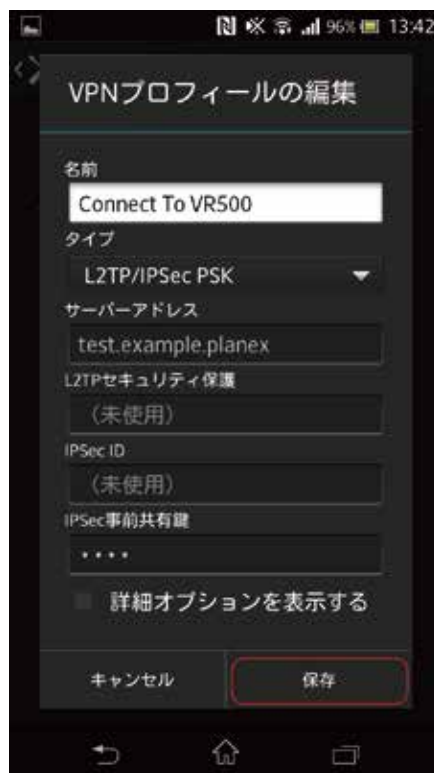 96% 13:42
VPNプロフィールの編集
名前
Connect To VR500
タイプ
L2TP/IPSec PSK
サーバーアドレス
test.example.planex
L2TPセキュリティ保護
（未使用）
IPSec ID
（未使用）
IPSec事前共有鍵
・・・・
詳細オプションを表示する
キャンセル 保存